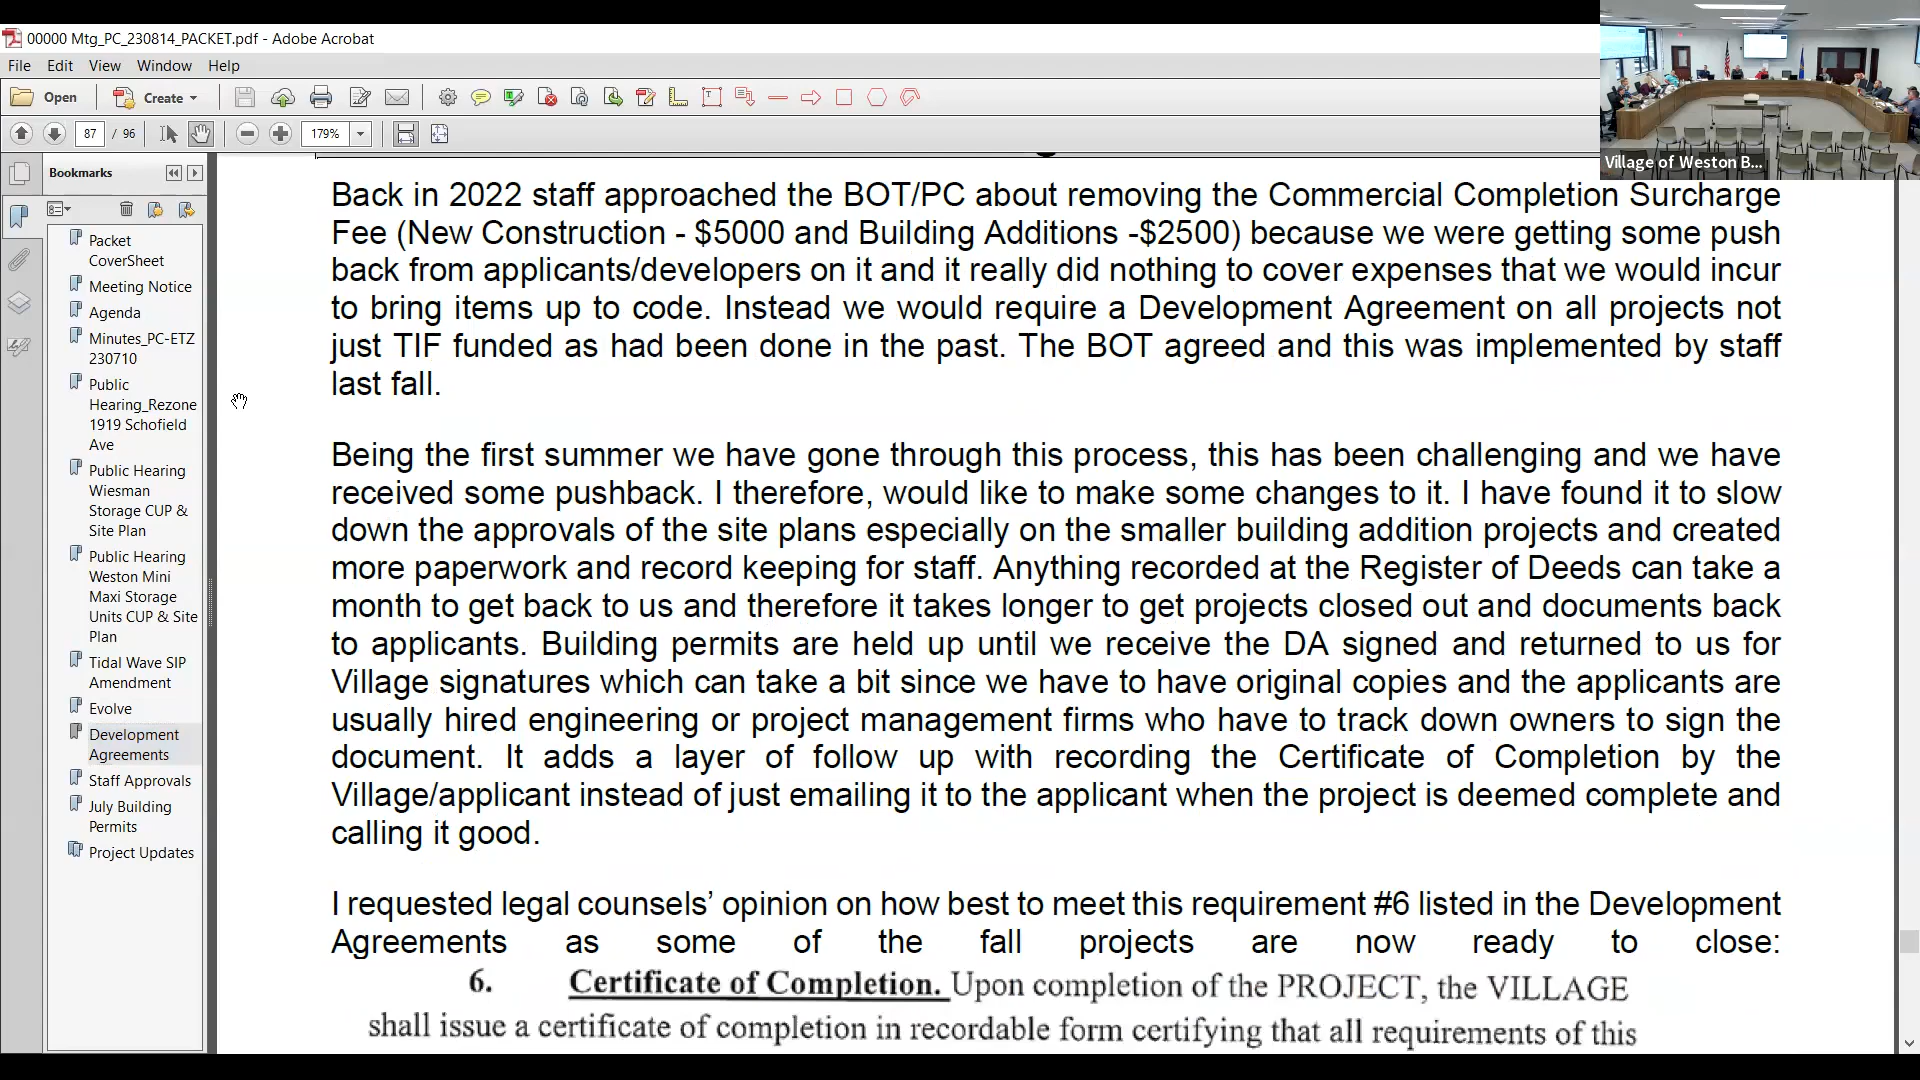 00000 Mtg_PC_230814_PACKET.pdf - Adobe Acrobat
File Edit View Window Help
Open Create
87 / 96 179%
Village of Weston B...
Bookmarks
Packet
CoverSheet
Meeting Notice
Agenda
Minutes_PC-ETZ
230710
Public
Hearing_Rezone
1919 Schofield
Ave
Public Hearing
Wiesman
Storage CUP &
Site Plan
Public Hearing
Weston Mini
Maxi Storage
Units CUP & Site
Plan
Tidal Wave SIP
Amendment
Evolve
Development
Agreements
Staff Approvals
July Building
Permits
Project Updates
Back in 2022 staff approached the BOT/PC about removing the Commercial Completion Surcharge
Fee (New Construction - $5000 and Building Additions -$2500) because we were getting some push
back from applicants/developers on it and it really did nothing to cover expenses that we would incur
to bring items up to code. Instead we would require a Development Agreement on all projects not
just TIF funded as had been done in the past. The BOT agreed and this was implemented by staff
last fall.
Being the first summer we have gone through this process, this has been challenging and we have
received some pushback. I therefore, would like to make some changes to it. I have found it to slow
down the approvals of the site plans especially on the smaller building addition projects and created
more paperwork and record keeping for staff. Anything recorded at the Register of Deeds can take a
month to get back to us and therefore it takes longer to get projects closed out and documents back
to applicants. Building permits are held up until we receive the DA signed and returned to us for
Village signatures which can take a bit since we have to have original copies and the applicants are
usually hired engineering or project management firms who have to track down owners to sign the
document. It adds a layer of follow up with recording the Certificate of Completion by the
Village/applicant instead of just emailing it to the applicant when the project is deemed complete and
calling it good.
I requested legal counsels’ opinion on how best to meet this requirement #6 listed in the Development
Agreements as some of the fall projects are now ready to close:
6. Certificate of Completion. Upon completion of the PROJECT, the VILLAGE
shall issue a certificate of completion in recordable form certifying that all requirements of this